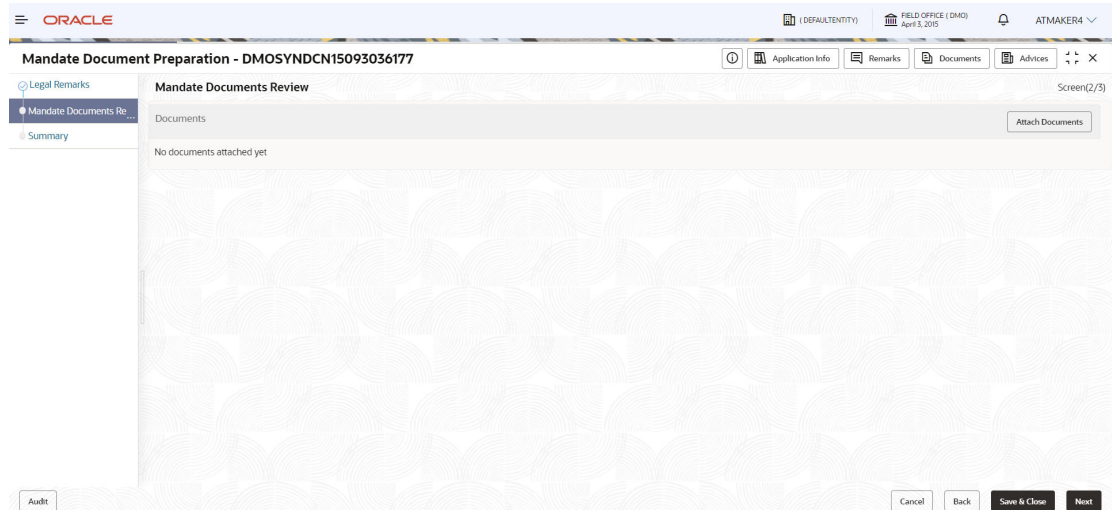 ORACLE
( DEFAULTENTITY)
FIELD OFFICE ( DMO)
April 3, 2015
ATMAKER4
Mandate Document Preparation - DMOSYNDCN15093036177
Application Info
Remarks
Documents
Advices
Legal Remarks
Mandate Documents Re...
Summary
Mandate Documents Review
Screen(2/3)
Documents
Attach Documents
No documents attached yet
Audit
Cancel
Back
Save & Close
Next